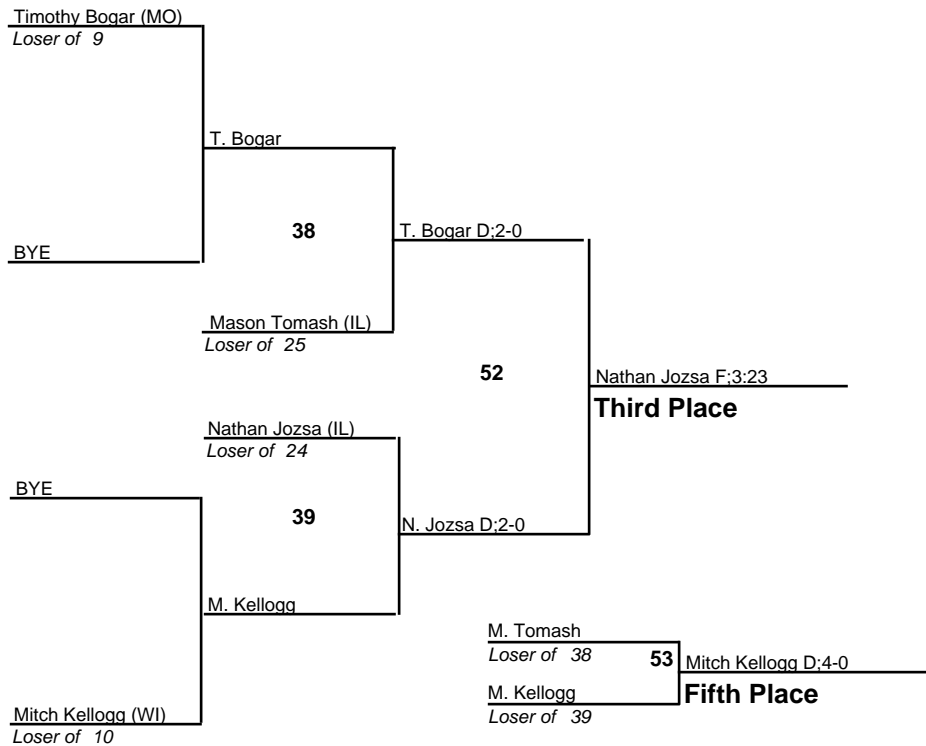 Timothy Bogar (MO)
Loser of 9
T. Bogar
38
T. Bogar D;2-0
BYE
Mason Tomash (IL)
Loser of 25
52
Nathan Jozsa F;3:23
Third Place
Nathan Jozsa (IL)
Loser of 24
BYE
39
N. Jozsa D;2-0
M. Kellogg
M. Tomash
Loser of 38
53
Mitch Kellogg D;4-0
M. Kellogg
Fifth Place
Loser of 39
Mitch Kellogg (WI)
Loser of 10